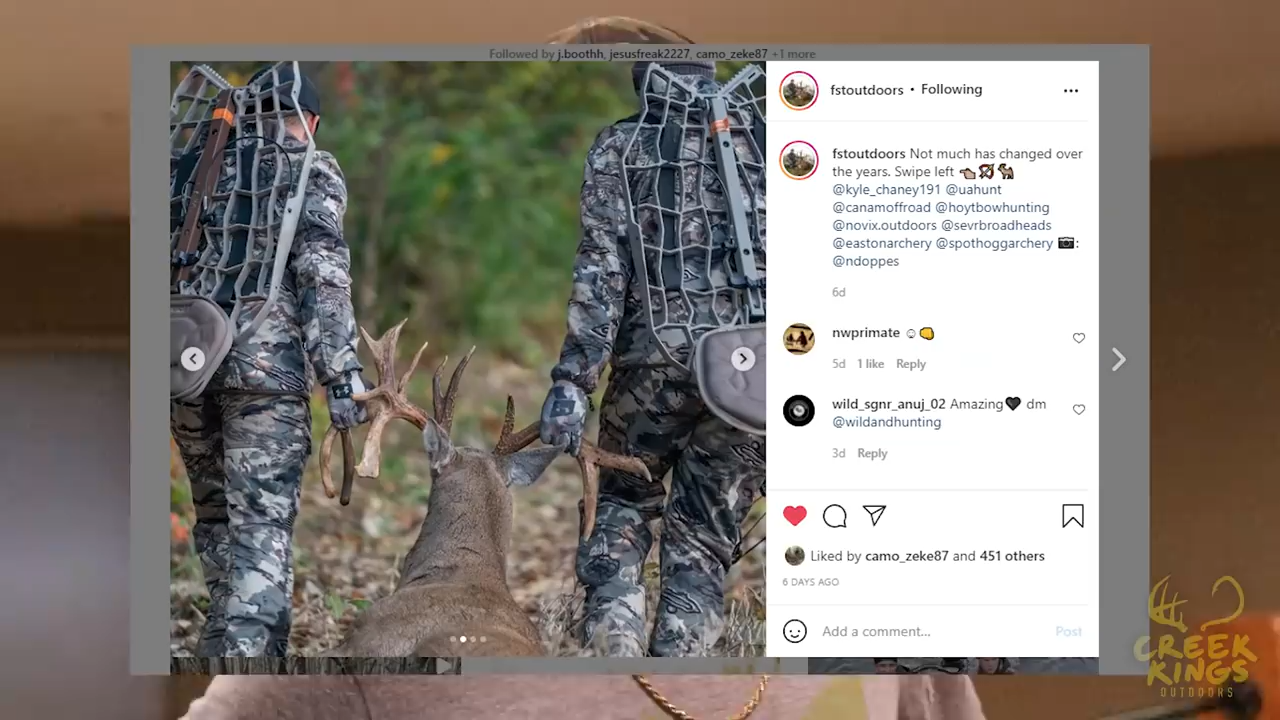 Followed by j.boothh, jesusfreak2227, camo_zeke87 +1 more
fstoutdoors • Following
fstoutdoors Not much has changed over
the years. Swipe left 👈🏹🐐
@kyle_chaney191 @uahunt
@canamoffroad @hoytbowhunting
@novix.outdoors @sevrbroadheads
@eastonarchery @spothoggarchery 📷:
@ndoppes
6d
nwprimate ☺👊
5d 1 like Reply
wild_sgnr_anuj_02 Amazing🖤 dm
@wildandhunting
3d Reply
Liked by camo_zeke87 and 451 others
6 DAYS AGO
Add a comment... Post
CREEK
KINGS
OUTDOORS